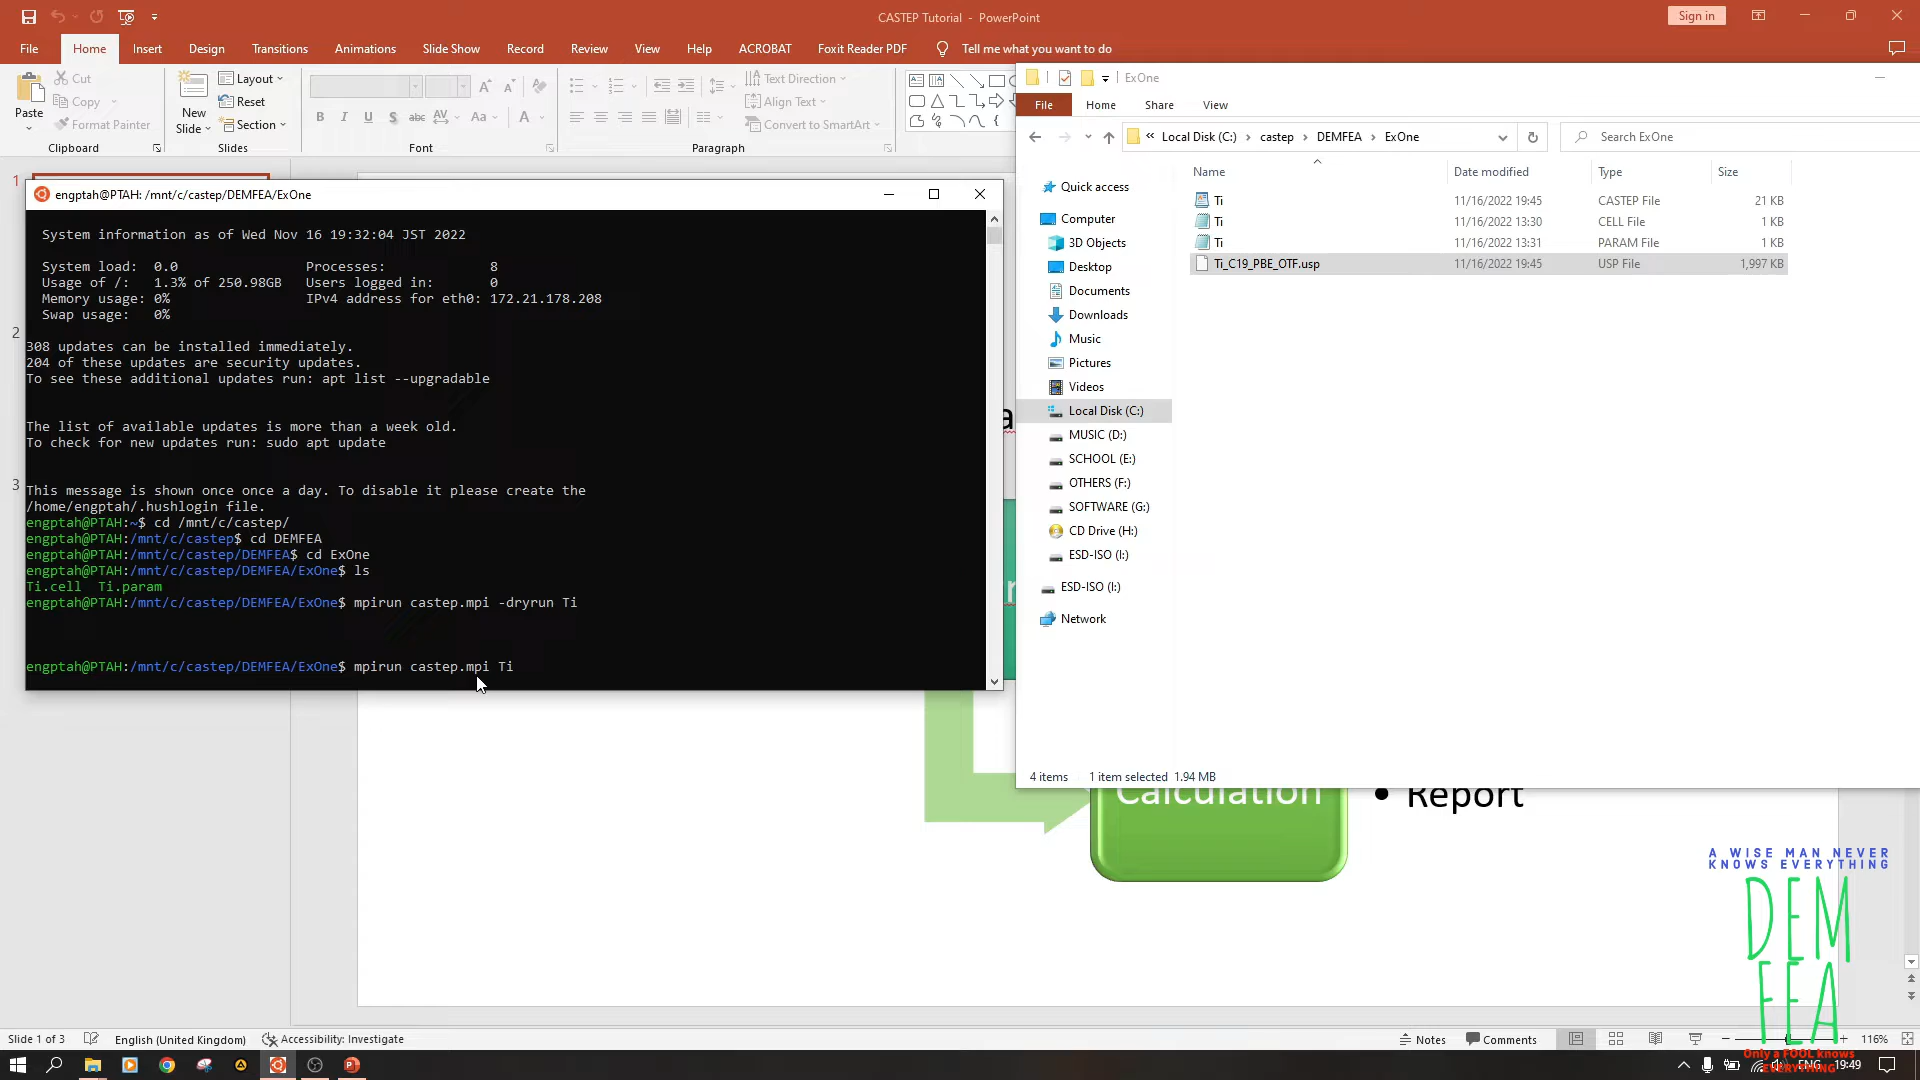 CASTEP Tutorial - PowerPoint
Sign in
File Home Insert Design Transitions Animations Slide Show Record Review View Help ACROBAT Foxit Reader PDF Tell me what you want to do
Paste
Cut
Copy
Format Painter
Clipboard
New Slide
Layout
Reset
Section
Slides
B I U S abc AV Aa A
Font
Text Direction
Align Text
Convert to SmartArt
Paragraph
1
2
3
engptah@PTAH: /mnt/c/castep/DEMFEA/ExOne
System information as of Wed Nov 16 19:32:04 JST 2022
System load: 0.0 Processes: 8
Usage of /: 1.3% of 250.98GB Users logged in: 0
Memory usage: 0% IPv4 address for eth0: 172.21.178.208
Swap usage: 0%
308 updates can be installed immediately.
204 of these updates are security updates.
To see these additional updates run: apt list --upgradable
The list of available updates is more than a week old.
To check for new updates run: sudo apt update
This message is shown once once a day. To disable it please create the
/home/engptah/.hushlogin file.
engptah@PTAH:~$ cd /mnt/c/castep/
engptah@PTAH:/mnt/c/castep$ cd DEMFEA
engptah@PTAH:/mnt/c/castep/DEMFEA$ cd ExOne
engptah@PTAH:/mnt/c/castep/DEMFEA/ExOne$ ls
Ti.cell Ti.param
engptah@PTAH:/mnt/c/castep/DEMFEA/ExOne$ mpirun castep.mpi -dryrun Ti
engptah@PTAH:/mnt/c/castep/DEMFEA/ExOne$ mpirun castep.mpi Ti
ExOne
File Home Share View
« Local Disk (C:) › castep › DEMFEA › ExOne
Search ExOne
Name Date modified Type Size
Ti 11/16/2022 19:45 CASTEP File 21 KB
Ti 11/16/2022 13:30 CELL File 1 KB
Ti 11/16/2022 13:31 PARAM File 1 KB
Ti_C19_PBE_OTF.usp 11/16/2022 19:45 USP File 1,997 KB
Quick access
Computer
3D Objects
Desktop
Documents
Downloads
Music
Pictures
Videos
Local Disk (C:)
MUSIC (D:)
SCHOOL (E:)
OTHERS (F:)
SOFTWARE (G:)
CD Drive (H:)
ESD-ISO (I:)
ESD-ISO (I:)
Network
4 items 1 item selected 1.94 MB
Calculation
• Report
A WISE MAN NEVER
KNOWS EVERYTHING
DEM
FEA
Only a FOOL knows
EVERYTHING
Slide 1 of 3 English (United Kingdom) Accessibility: Investigate Notes Comments 116%
ENG 19:49